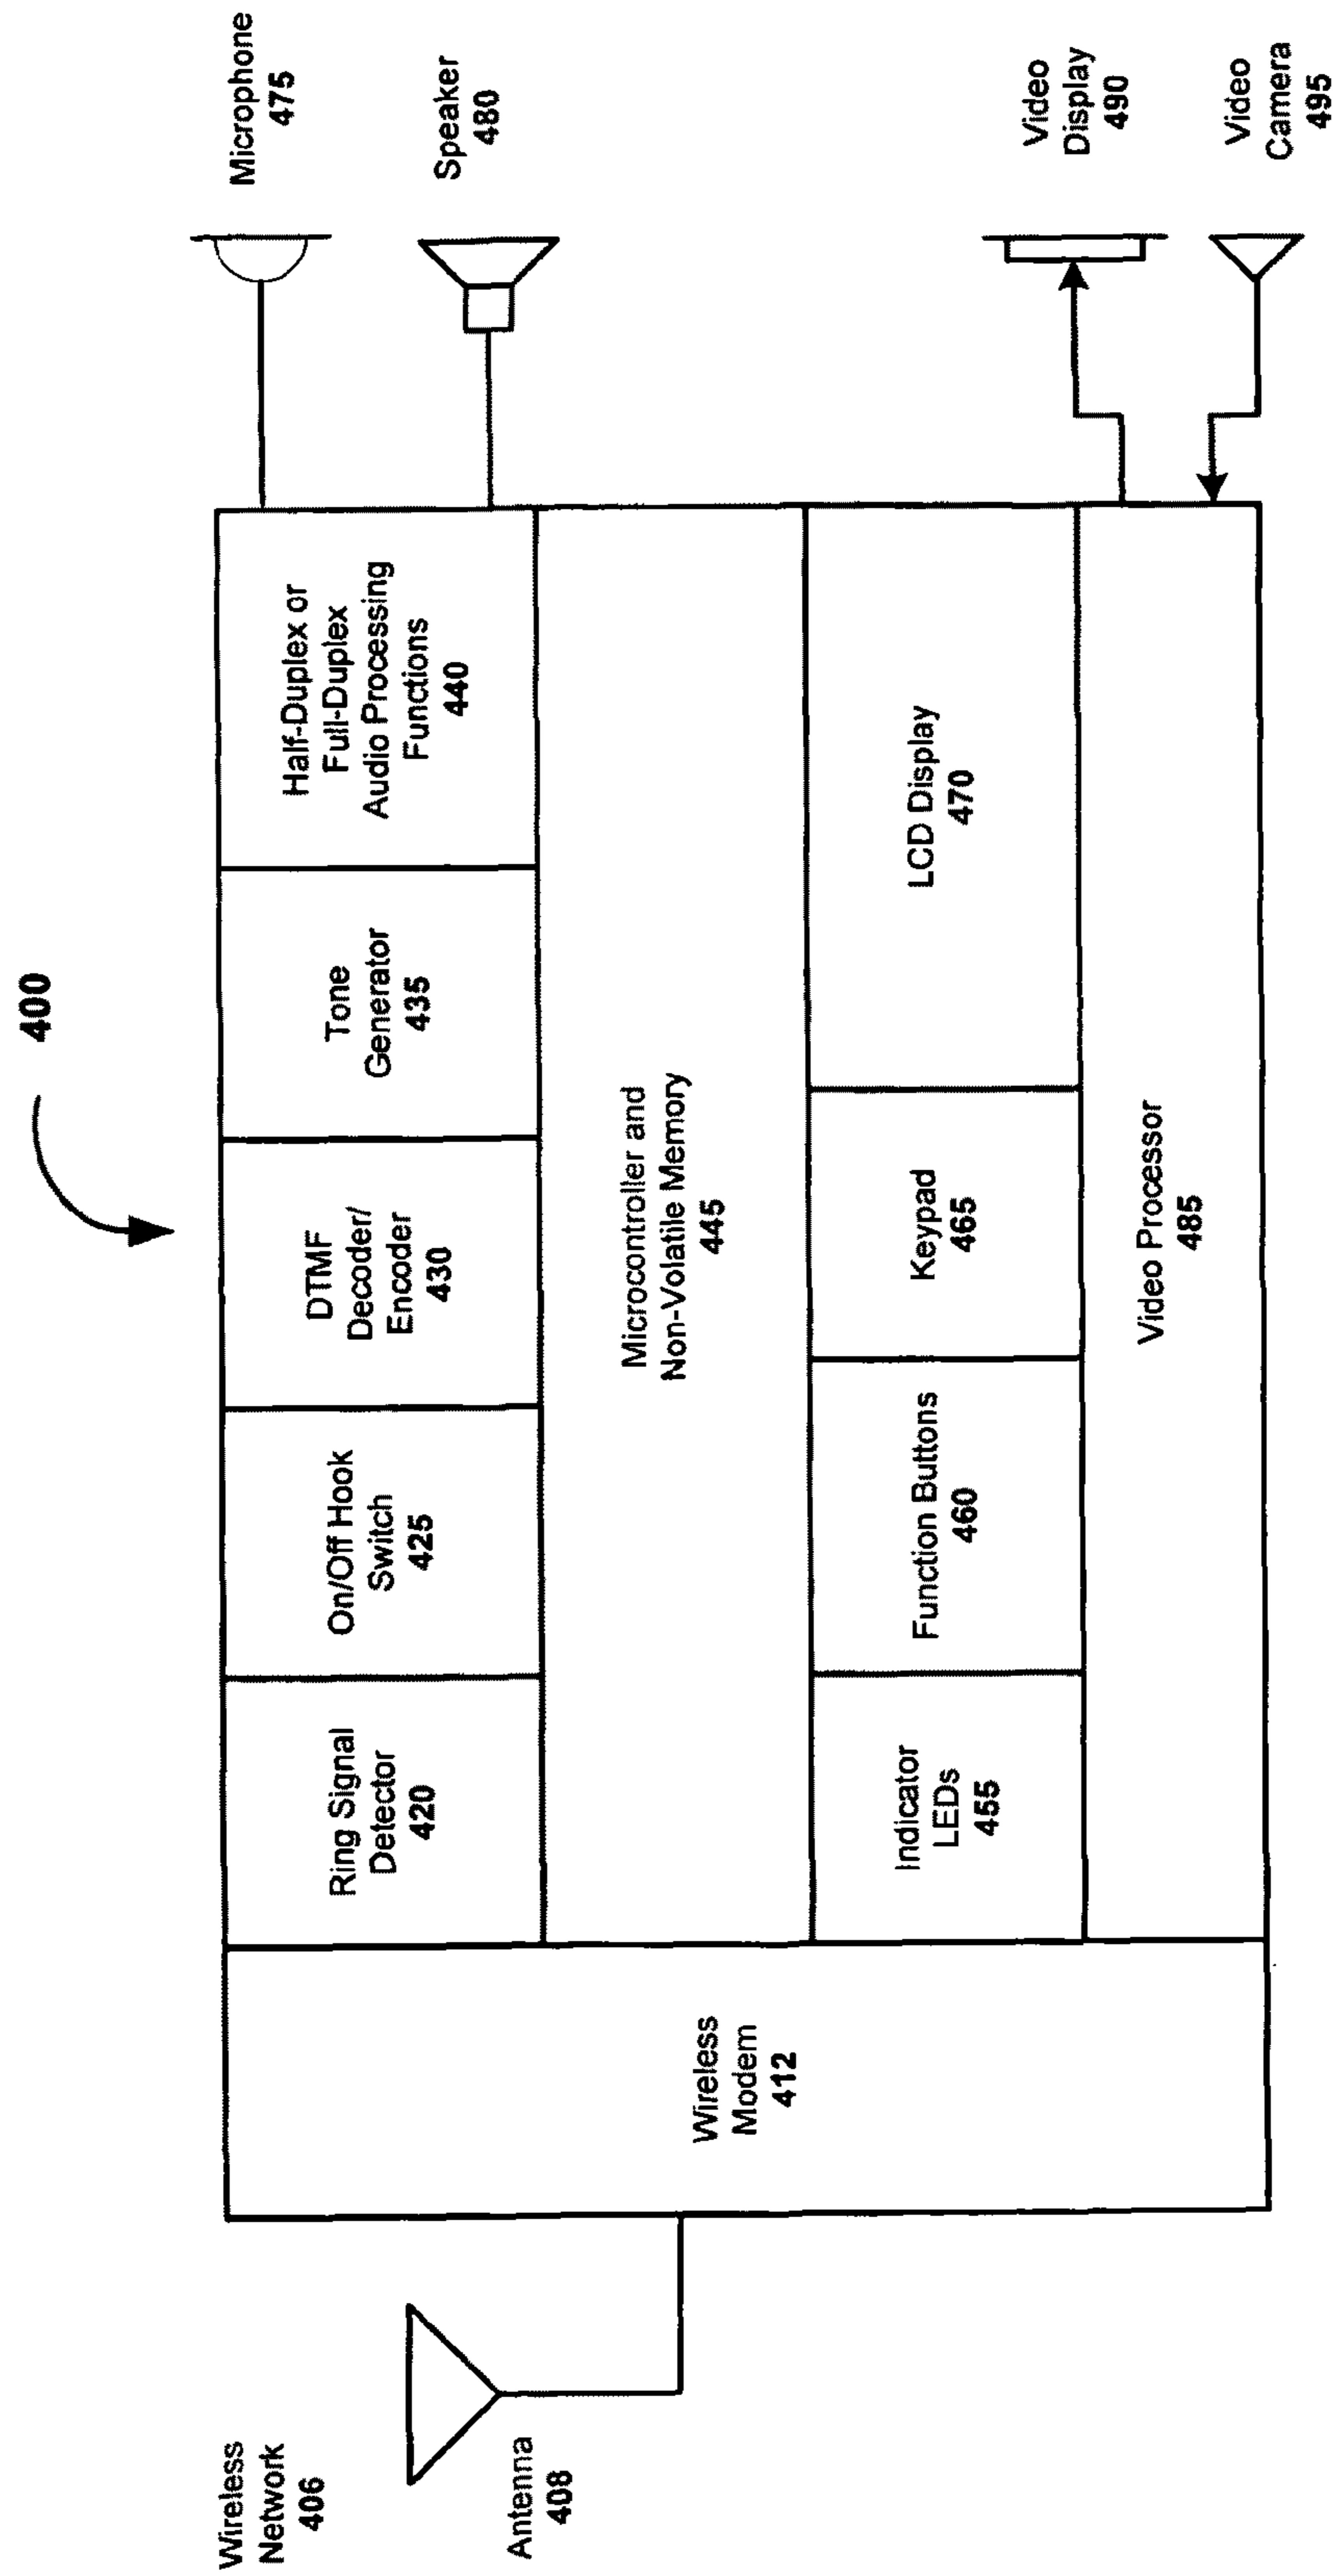 400
Wireless
Network
406
Antenna
408
Wireless
Modem
412
Ring Signal
Detector
420
On/Off Hook
Switch
425
DTMF
Decoder/
Encoder
430
Tone
Generator
435
Half-Duplex or
Full-Duplex
Audio Processing
Functions
440
Microphone
475
Speaker
480
Microcontroller and
Non-Volatile Memory
445
Indicator
LEDs
455
Function Buttons
460
Keypad
465
LCD Display
470
Video Processor
485
Video
Display
490
Video
Camera
495